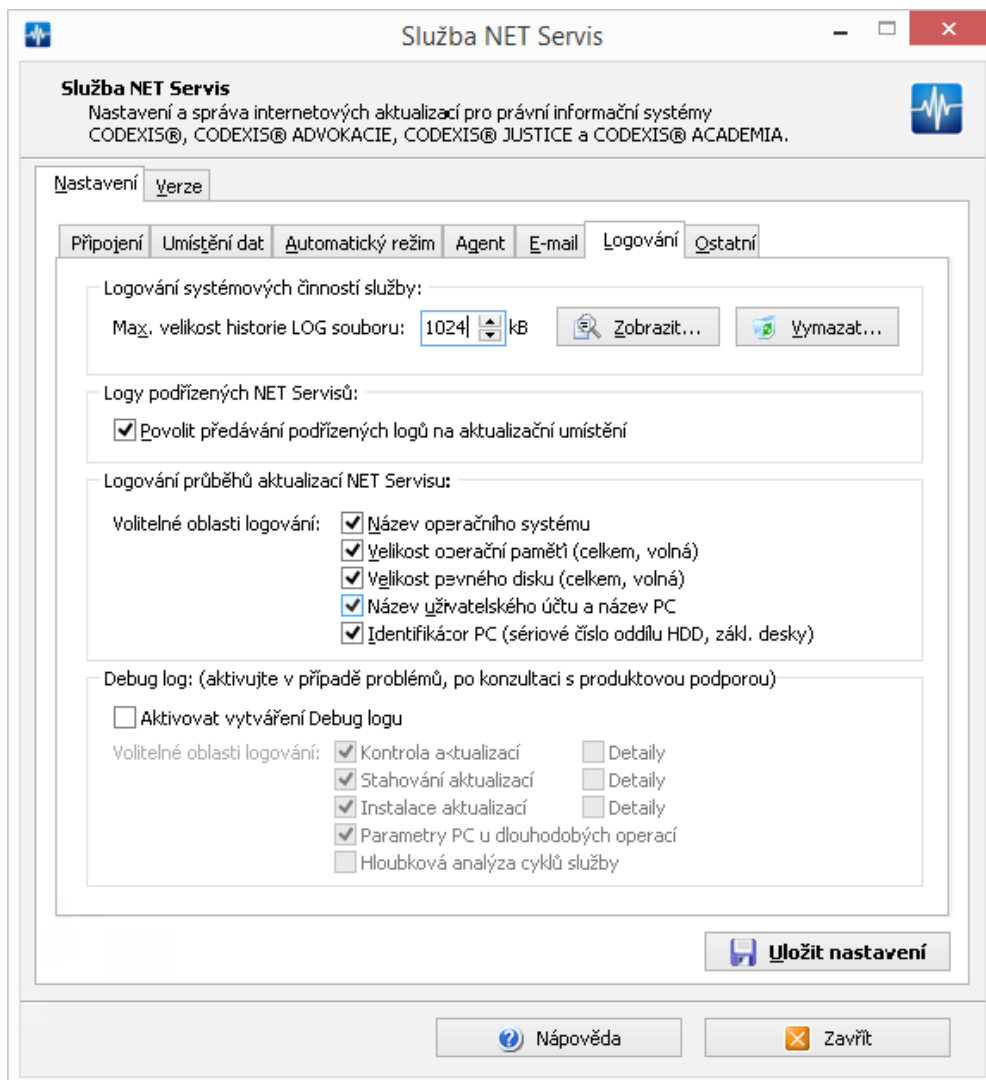 Služba NET Servis
Služba NET Servis
Nastavení a správa internetových aktualizací pro právní informační systémy
CODEXIS®, CODEXIS® ADVOKACIE, CODEXIS® JUSTICE a CODEXIS® ACADEMIA.
Nastavení Verze
Připojení Umístění dat Automatický režim Agent E-mail Logování Ostatní
Logování systémových činností služby:
Max. velikost historie LOG souboru: 1024 kB Zobrazit... Vymazat...
Logy podřízených NET Servisů:
Povolit předávání podřízených logů na aktualizační umístění
Logování průběhů aktualizací NET Servisu:
Volitelné oblasti logování: Název operačního systému
Velikost operační paměti (celkem, volná)
Velikost pevného disku (celkem, volná)
Název uživatelského účtu a název PC
Identifikátor PC (sériové číslo oddílu HDD, zákl. desky)
Debug log: (aktivujte v případě problémů, po konzultaci s produktovou podporou)
Aktivovat vytváření Debug logu
Volitelné oblasti logování: Kontrola aktualizací Detaily
Stahování aktualizací Detaily
Instalace aktualizací Detaily
Parametry PC u dlouhodobých operací
Hloubková analýza cyklů služby
Uložit nastavení
Nápověda Zavřít